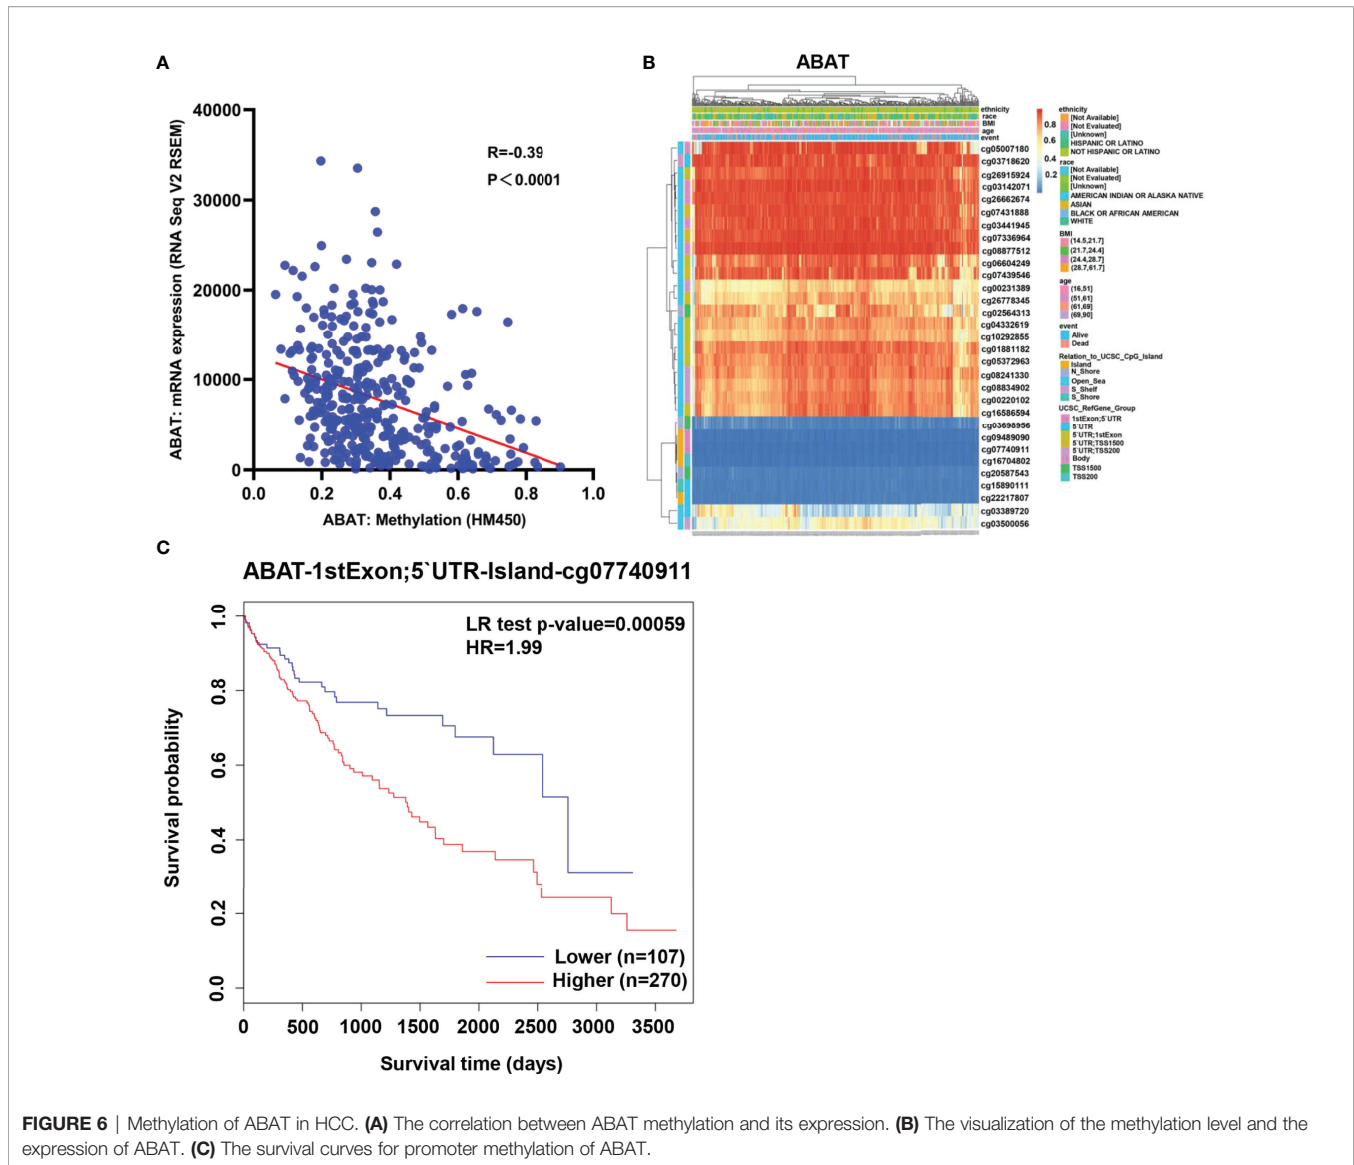 A
R=-0.39
P<0.0001
ABAT: mRNA expression (RNA Seq V2 RSEM)
40000
30000
20000
10000
0
0.0 0.2 0.4 0.6 0.8 1.0
ABAT: Methylation (HM450)
B
ABAT
ethnicity
race
BMI
age
event
cg05007180
cg03718620
cg26915924
cg03142071
cg26662674
cg07431888
cg03441945
cg07336964
cg08877512
cg06604249
cg07439546
cg00231389
cg26778345
cg02564313
cg04332619
cg10292855
cg01881182
cg05372963
cg08241330
cg08834902
cg00220102
cg16586594
cg09489090
cg07740911
cg16704802
cg20587543
cg15890111
cg22217807
cg03389720
cg03500056
0.8
0.6
0.4
0.2
ethnicity
[Not Available]
[Not Evaluated]
[Unknown]
HISPANIC OR LATINO
NOT HISPANIC OR LATINO
race
[Not Available]
[Not Evaluated]
[Unknown]
AMERICAN INDIAN OR ALASKA NATIVE
ASIAN
BLACK OR AFRICAN AMERICAN
WHITE
BMI
(14.5,21.7]
(21.7,24.4]
(24.4,28.7]
(28.7,61.7]
age
(16,51]
(51,61]
(61,69]
(69,90]
event
Alive
Dead
Relation_to_UCSC_CpG_Island
Island
N_Shore
Open_Sea
S_Shelf
S_Shore
UCSC_RefGene_Group
1stExon;5`UTR
5`UTR
5`UTR;1stExon
5`UTR;TSS1500
5`UTR;TSS200
Body
TSS1500
TSS200
C
ABAT-1stExon;5`UTR-Island-cg07740911
LR test p-value=0.00059
HR=1.99
Survival probability
1.0
0.8
0.6
0.4
0.2
0.0
Lower (n=107)
Higher (n=270)
0 500 1000 1500 2000 2500 3000 3500
Survival time (days)
FIGURE 6 | Methylation of ABAT in HCC. (A) The correlation between ABAT methylation and its expression. (B) The visualization of the methylation level and the
expression of ABAT. (C) The survival curves for promoter methylation of ABAT.